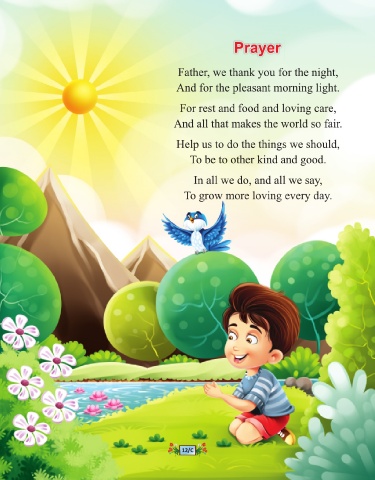 Prayer
Father, we thank you for the night,
And for the pleasant morning light.
For rest and food and loving care,
And all that makes the world so fair.
Help us to do the things we should,
To be to other kind and good.
In all we do, and all we say,
To grow more loving every day.
12/C